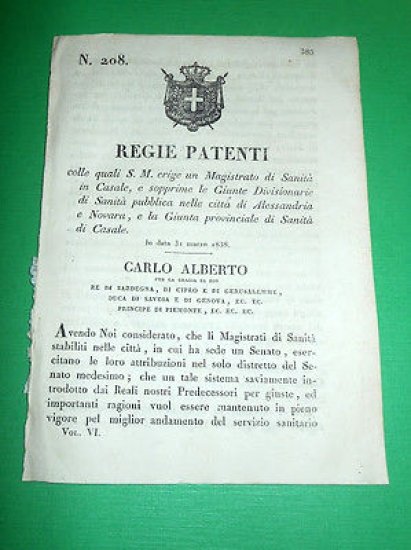 N. 208.
385
REGIE PATENTI
colle quali S. M. erige un Magistrato di Sanità
in Casale, e sopprime le Giunte Divisionarie
di Sanità pubblica nelle città di Alessandria
e Novara, e la Giunta provinciale di Sanità
di Casale.
In data 31 marzo 1838.
CARLO ALBERTO
PER LA GRAZIA DI DIO
RE DI SARDEGNA, DI CIPRO E DI GERUSALEMME,
DUCA DI SAVOIA E DI GENOVA, EC. EC.
PRINCIPE DI PIEMONTE, EC. EC. EC.
Avendo Noi considerato, che li Magistrati di Sanità
stabiliti nelle città, in cui ha sede un Senato, eser-
citano le loro attribuzioni nel solo distretto del Se-
nato medesimo; che un tale sistema saviamente in-
trodotto dai Reali nostri Predecessori per giuste, ed
importanti ragioni vuol essere mantenuto in pieno
vigore pel miglior andamento del servizio sanitario
VOL. VI.